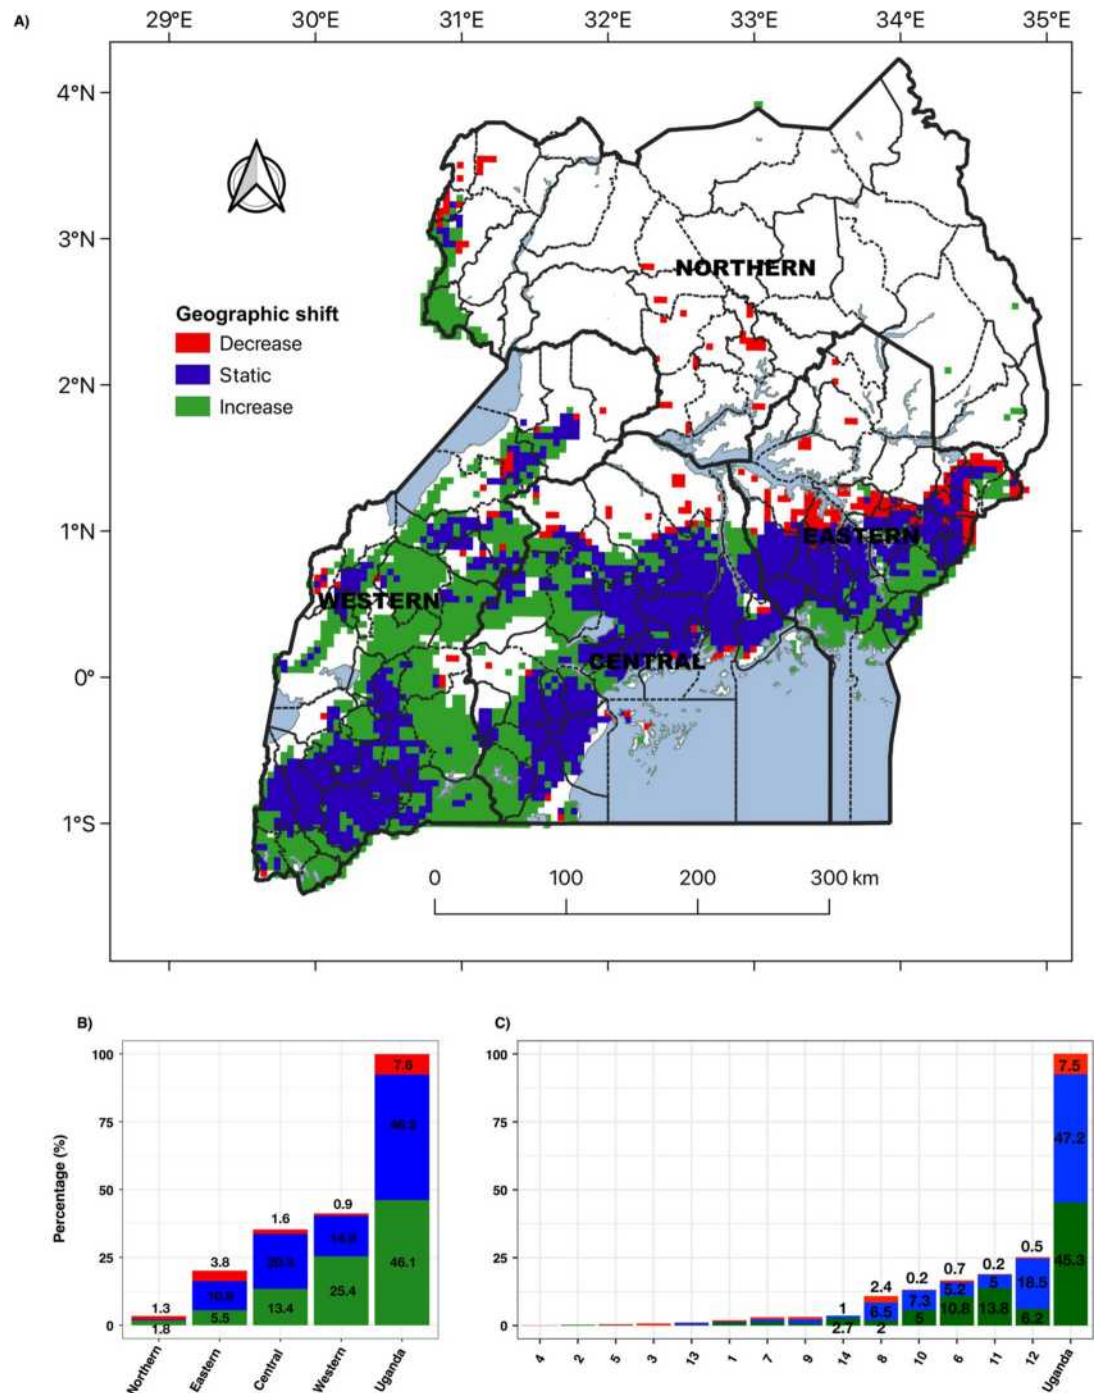 A)
29°E 30°E 31°E 32°E 33°E 34°E 35°E
4°N
3°N
NORTHERN
Geographic shift
Decrease
Static
Increase
2°N
1°N
EASTERN
WESTERN
CENTRAL
0°
1°S
0 100 200 300 km
B)
Percentage (%)
100
75
50
25
0
1.3
1.8
3.8
5.5
1.6
13.4
0.9
25.4
7.6
46.1
Northern Eastern Central Western Uganda
C)
100
75
50
25
0
1
2.7
2.4
6.5
2
0.2
7.3
5
0.7
5.2
10.8
0.2
5
13.8
0.5
18.5
6.2
7.5
47.2
45.3
4 2 5 3 13 1 7 9 14 8 10 6 11 12 Uganda